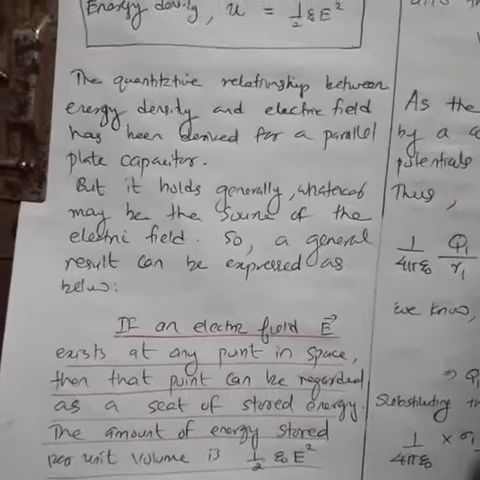 Energy density, u = 1/2 εE²
The quantitative relationship between
energy density and electric field
has been derived for a parallel
plate capacitor.
But it holds generally, whatever
may be the source of the
electric field. So, a general
result can be expressed as
below:
If an electric field E⃗
exists at any point in space,
then that point can be regarded
as a seat of stored energy.
The amount of energy stored
per unit volume is 1/2 ε₀E²
As the
by a
potentials
Thus,
1/4πε₀ Q₁/r₁
we know,
⇒ Q₁
Substituting
1/4πε₀ × σ₁